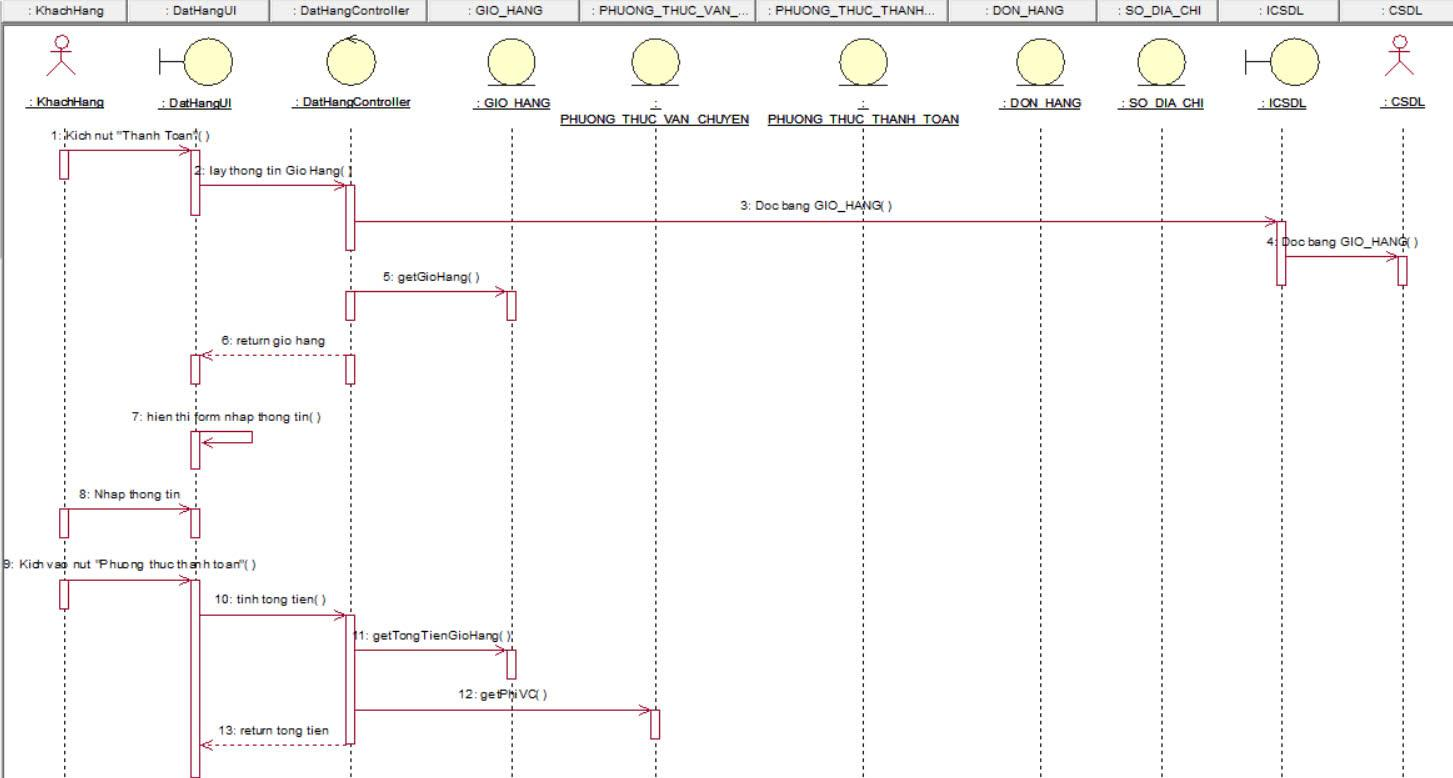 : KhachHang
: DatHangUI
: DatHangController
: GIO_HANG
: PHUONG_THUC_VAN_...
: PHUONG_THUC_THANH...
: DON_HANG
: SO_DIA_CHI
: ICSDL
: CSDL
: KhachHang
: DatHangUI
: DatHangController
: GIO_HANG
:
PHUONG_THUC_VAN_CHUYEN
:
PHUONG_THUC_THANH_TOAN
: DON_HANG
: SO_DIA_CHI
: ICSDL
: CSDL
1: Kich nut "Thanh Toan"( )
2: lay thong tin Gio Hang( )
3: Doc bang GIO_HANG( )
4: Doc bang GIO_HANG( )
5: getGioHang( )
6: return gio hang
7: hien thi form nhap thong tin( )
8: Nhap thong tin
9: Kich vao nut "Phuong thuc thanh toan"( )
10: tinh tong tien( )
11: getTongTienGioHang( )
12: getPhiVC( )
13: return tong tien